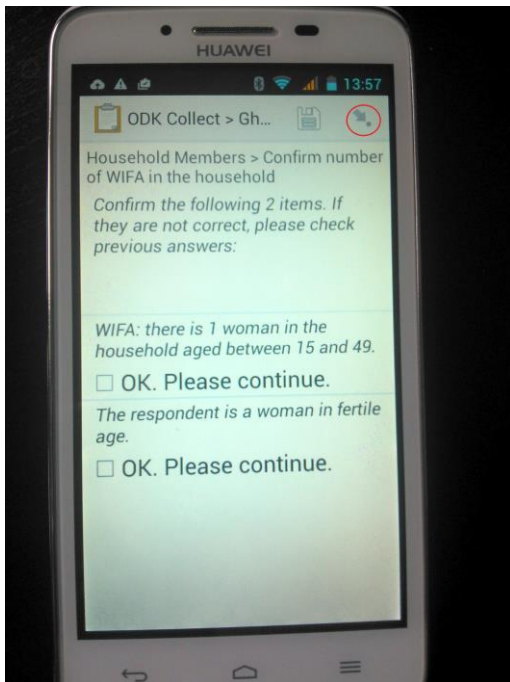 HUAWEI
13:57
ODK Collect > Gh...
Household Members > Confirm number
of WIFA in the household
Confirm the following 2 items. If
they are not correct, please check
previous answers:
WIFA: there is 1 woman in the
household aged between 15 and 49.
OK. Please continue.
The respondent is a woman in fertile
age.
OK. Please continue.